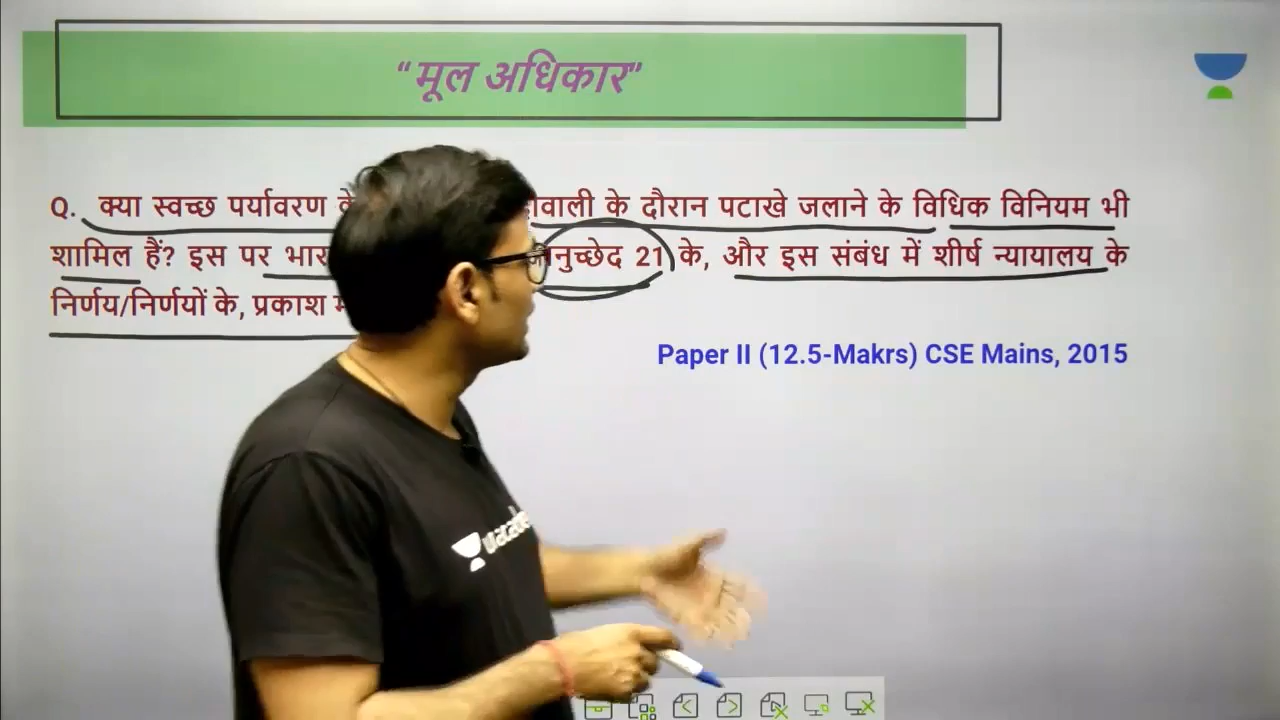 “मूल अधिकार”
Q. क्या स्वच्छ पर्यावरण के दौरान पटाखे जलाने के विधिक विनियम भी
शामिल हैं? इस पर 21 के, और इस संबंध में शीर्ष न्यायालय के
निर्णय/निर्णयों के, प्रकाश
Paper II (12.5-Makrs) CSE Mains, 2015